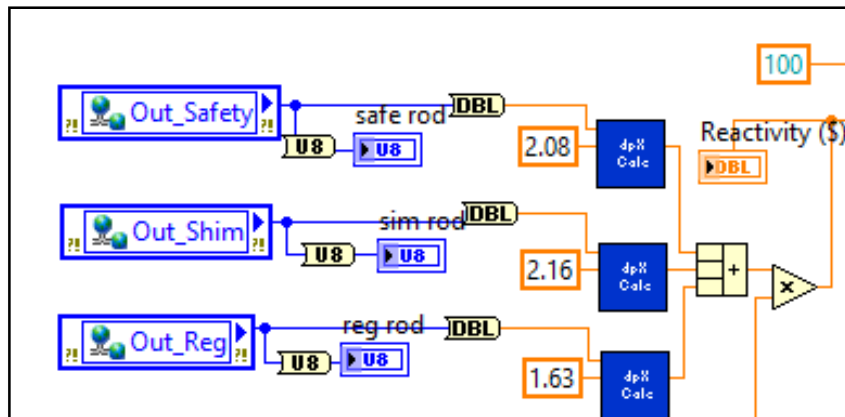 100
?! Out_Safety ?!
DBL
safe rod
U8
U8
2.08
dpX
Calc
Reactivity ($)
DBL
?! Out_Shim ?!
DBL
sim rod
U8
U8
2.16
dpX
Calc
+
x
?! Out_Reg ?!
reg rod
DBL
U8
U8
1.63
dpX
Calc